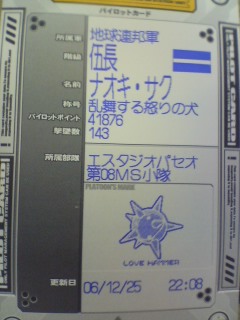 パイロットカード
所属軍 地球連邦軍
階級 伍長
名前 ナオキ・サク
称号 乱舞する怒りの犬
パイロットポイント 41876
撃墜数 143
所属部隊 エスタジオパセオ
第08MS小隊
PLATOON'S MARK
LOVE HAMMER
更新日 06/12/25 22:08